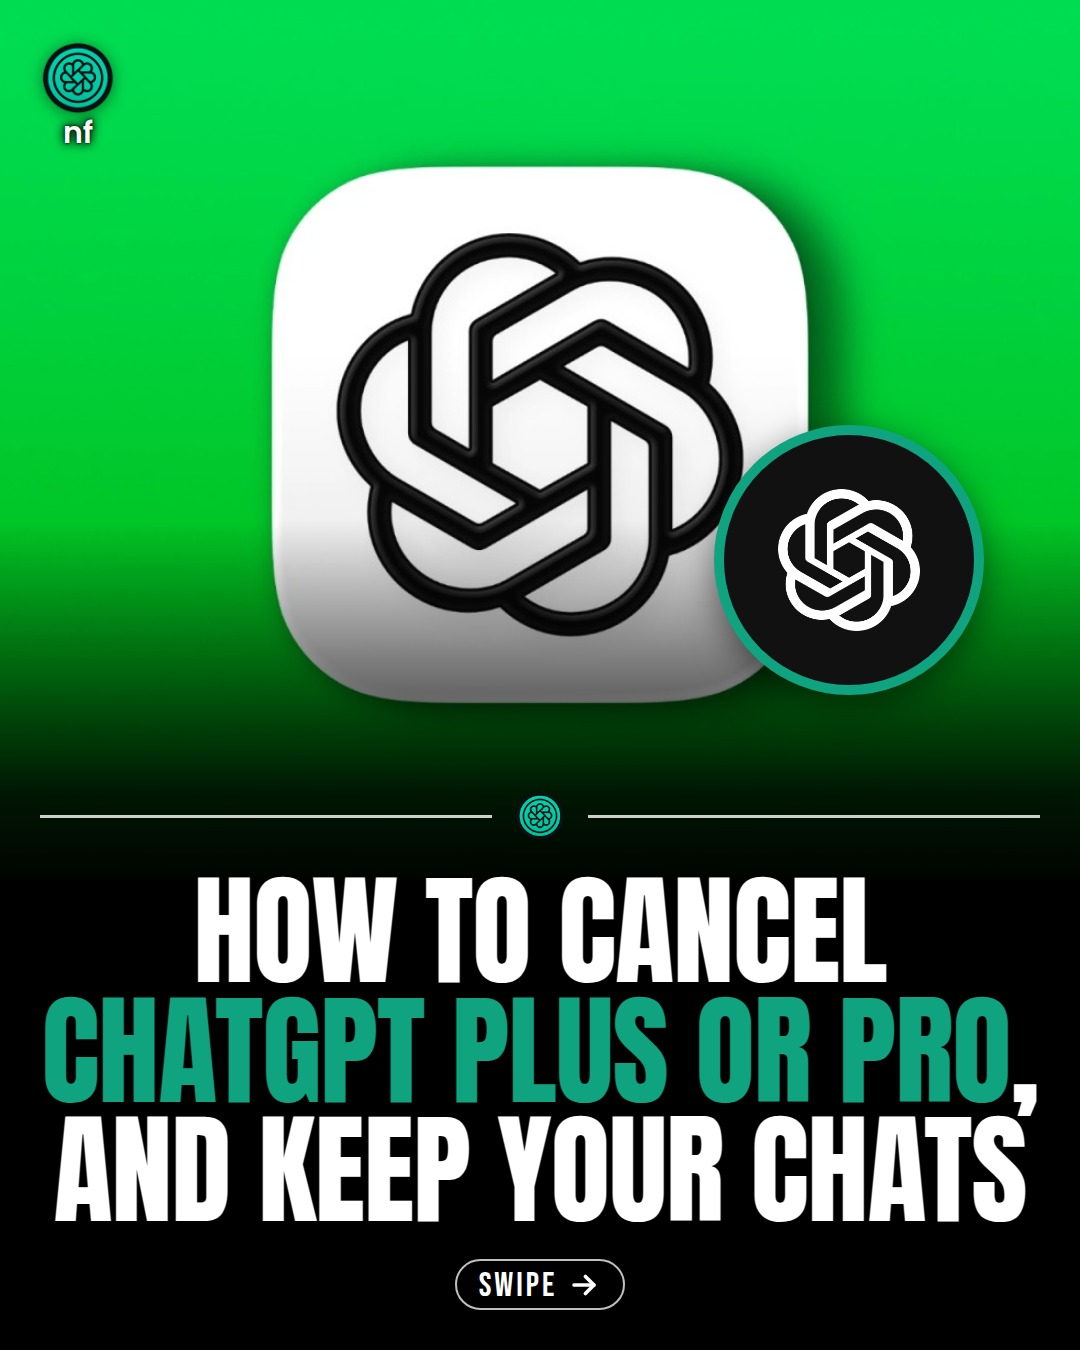 nf
HOW TO CANCEL
CHATGPT PLUS OR PRO,
AND KEEP YOUR CHATS
SWIPE →